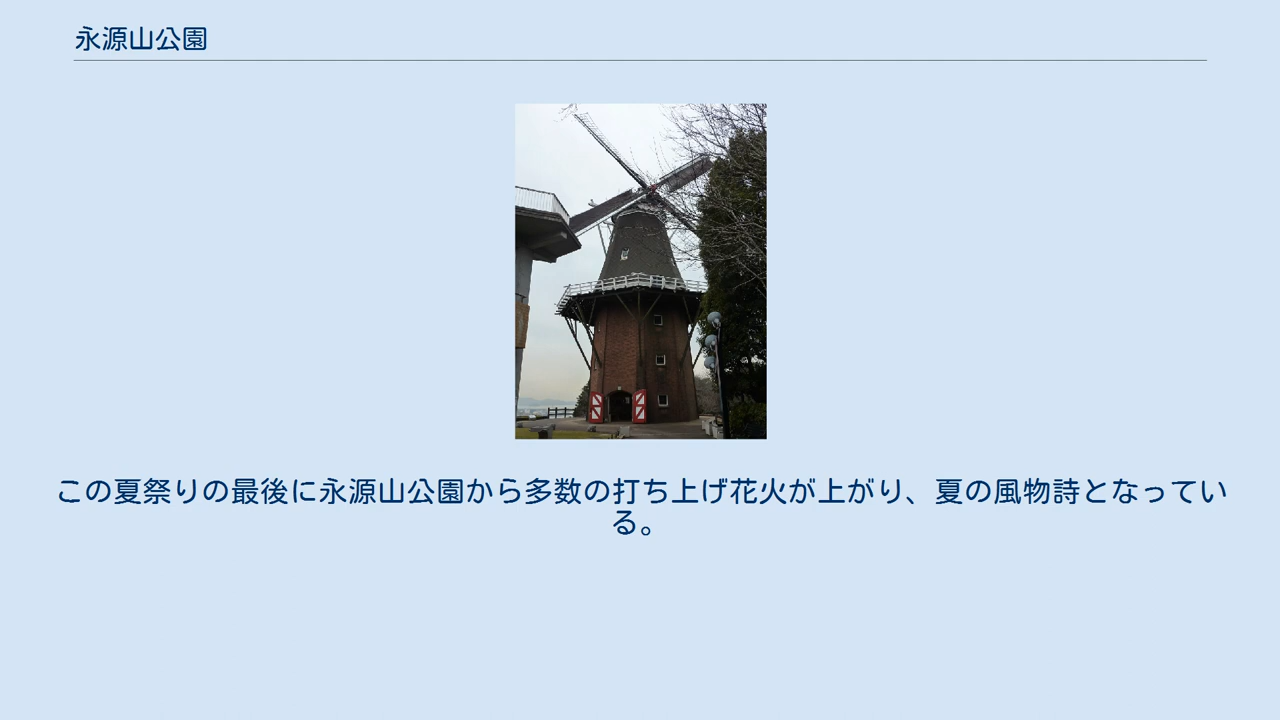 永源山公園
この夏祭りの最後に永源山公園から多数の打ち上げ花火が上がり、夏の風物詩となってい
る。